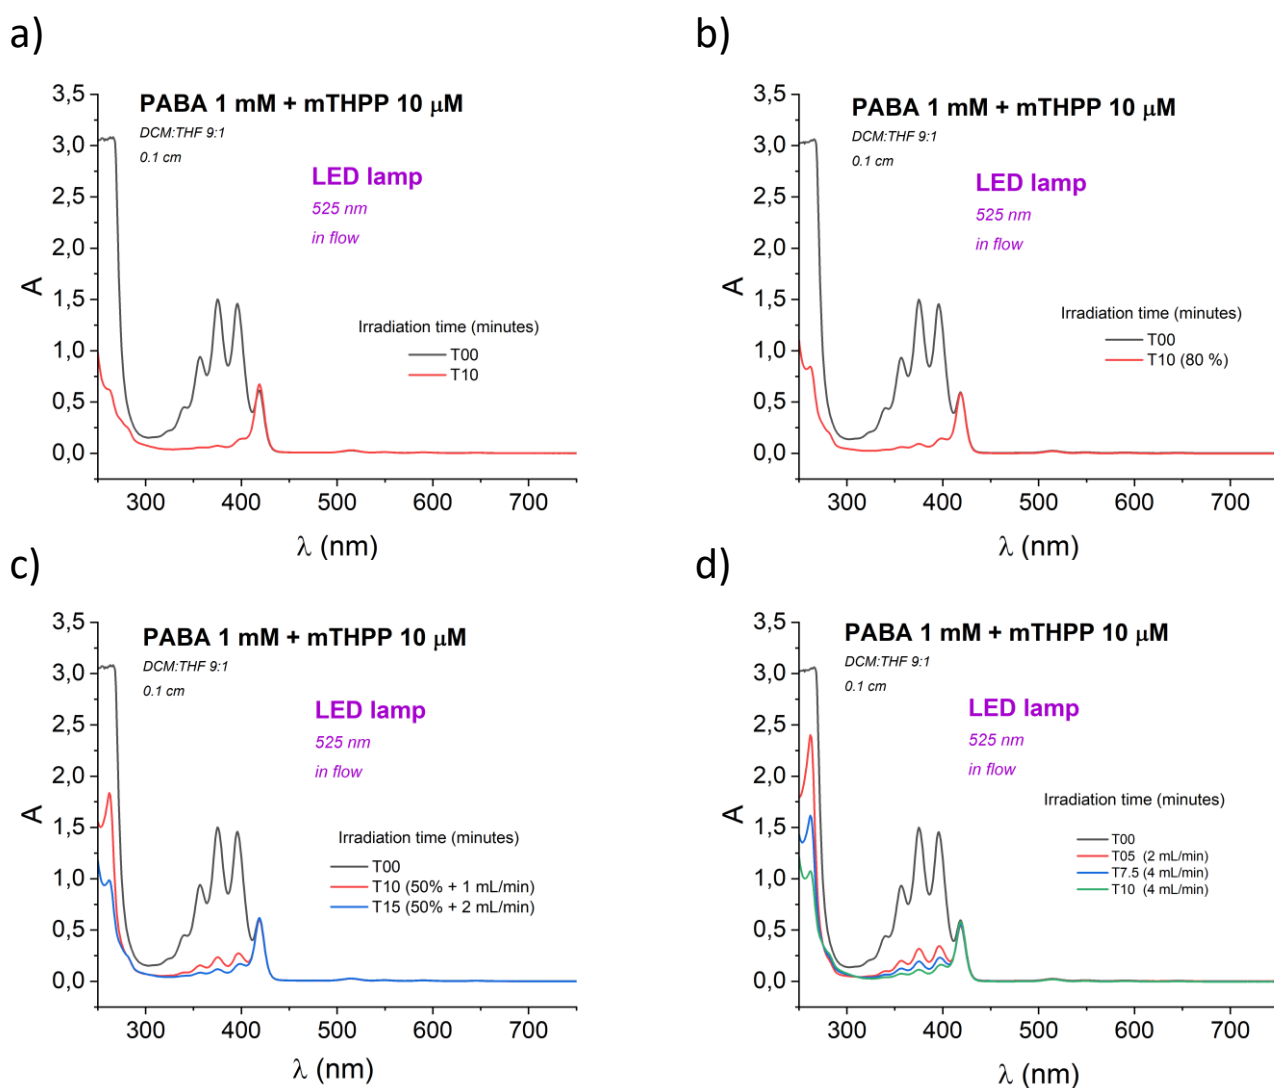 a)
PABA 1 mM + mTHPP 10 μM
DCM:THF 9:1
0.1 cm
LED lamp
525 nm
in flow
Irradiation time (minutes)
T00
T10
3,5
3,0
2,5
2,0
1,5
1,0
0,5
0,0
A
300 400 500 600 700
λ (nm)
b)
PABA 1 mM + mTHPP 10 μM
DCM:THF 9:1
0.1 cm
LED lamp
525 nm
in flow
Irradiation time (minutes)
T00
T10 (80 %)
3,5
3,0
2,5
2,0
1,5
1,0
0,5
0,0
A
300 400 500 600 700
λ (nm)
c)
PABA 1 mM + mTHPP 10 μM
DCM:THF 9:1
0.1 cm
LED lamp
525 nm
in flow
Irradiation time (minutes)
T00
T10 (50% + 1 mL/min)
T15 (50% + 2 mL/min)
3,5
3,0
2,5
2,0
1,5
1,0
0,5
0,0
A
300 400 500 600 700
λ (nm)
d)
PABA 1 mM + mTHPP 10 μM
DCM:THF 9:1
0.1 cm
LED lamp
525 nm
in flow
Irradiation time (minutes)
T00
T05 (2 mL/min)
T7.5 (4 mL/min)
T10 (4 mL/min)
3,5
3,0
2,5
2,0
1,5
1,0
0,5
0,0
A
300 400 500 600 700
λ (nm)